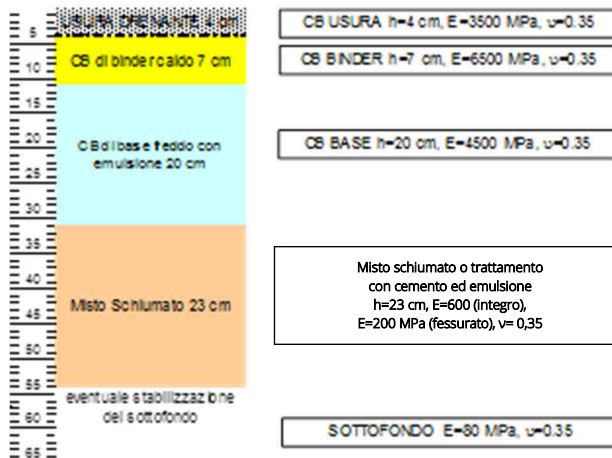 USURA DRENANTE 4 cm
CB USURA h=4 cm, E=3500 MPa, υ=0.35
5
CB di binder caldo 7 cm
CB BINDER h=7 cm, E=6500 MPa, υ=0.35
10
15
20
CB di base freddo con
emulsione 20 cm
CB BASE h=20 cm, E=4500 MPa, υ=0.35
25
30
35
40
Misto schiumato o trattamento
con cemento ed emulsione
h=23 cm, E=600 (integro),
E=200 MPa (fessurato), ν= 0,35
Misto Schiumato 23 cm
45
50
55
eventuale stabilizzazione
del sottofondo
60
SOTTOFONDO E=80 MPa, υ=0.35
65